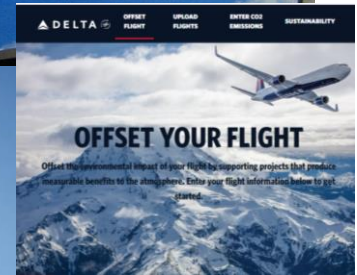 DELTA
OFFSET FLIGHT
UPLOAD FLIGHTS
ENTER CO2 EMISSIONS
SUSTAINABILITY
OFFSET YOUR FLIGHT
Offset the environmental impact of your flight by supporting projects that produce
measurable benefits to the atmosphere. Enter your flight information below to get
started.